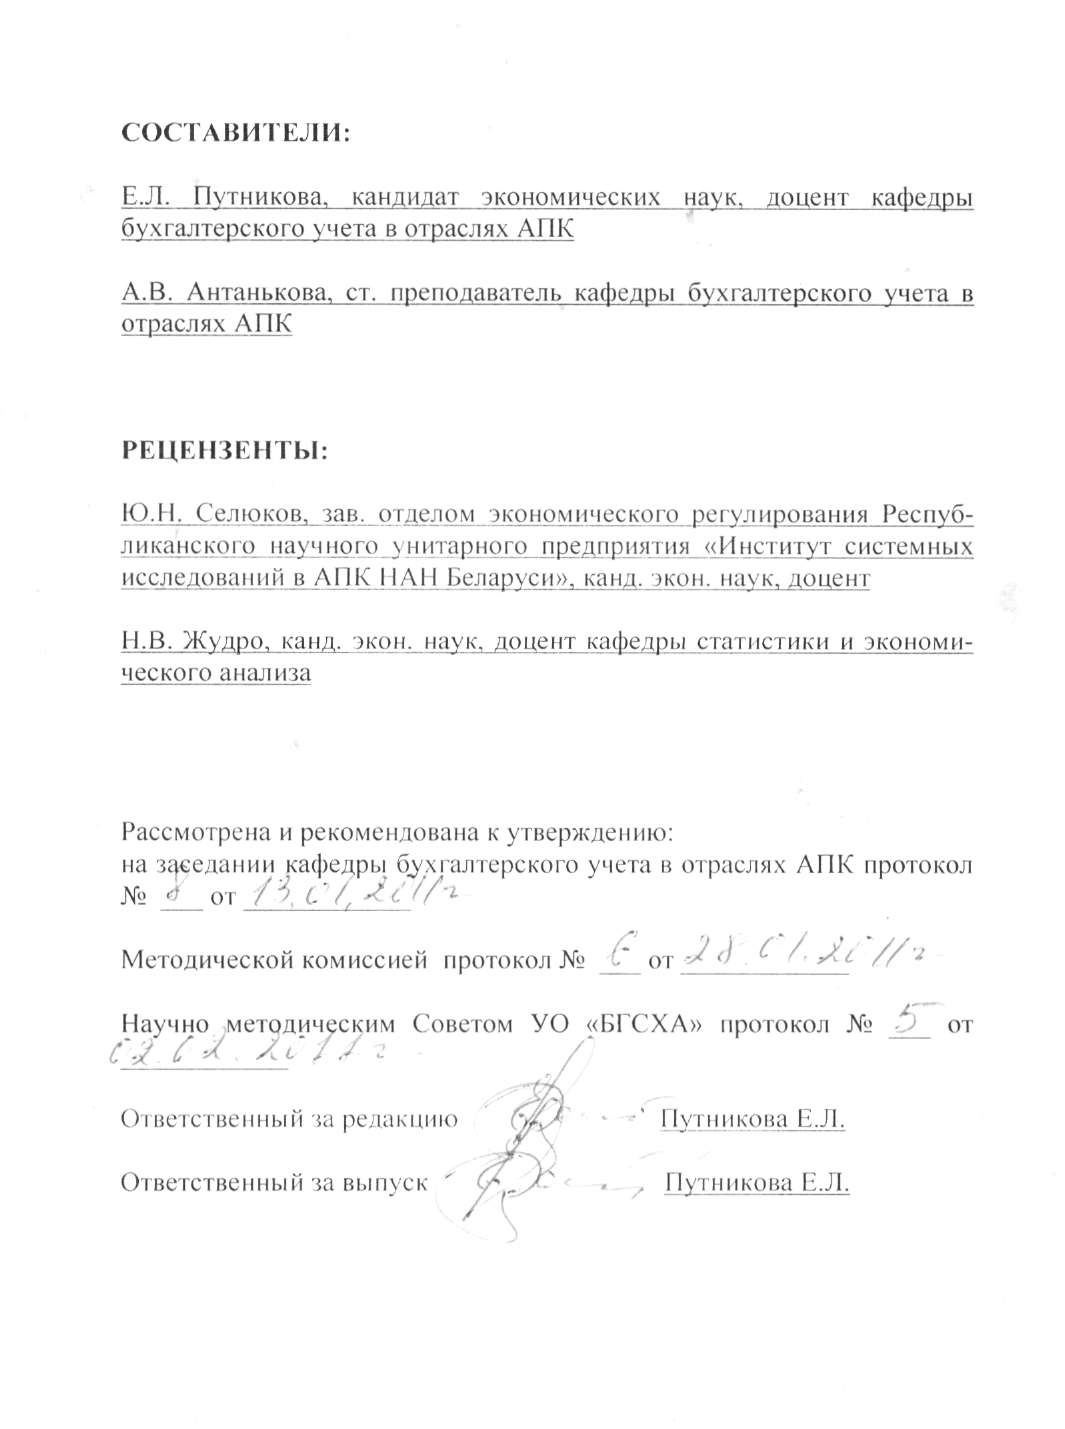 СОСТАВИТЕЛИ:
Е.Л. Путникова, кандидат экономических наук, доцент кафедры
бухгалтерского учета в отраслях АПК
А.В. Антанькова, ст. преподаватель кафедры бухгалтерского учета в
отраслях АПК
РЕЦЕНЗЕНТЫ:
Ю.Н. Селюков, зав. отделом экономического регулирования Респуб-
ликанского научного унитарного предприятия «Институт системных
исследований в АПК НАН Беларуси», канд. экон. наук, доцент
Н.В. Жудро, канд. экон. наук, доцент кафедры статистики и экономи-
ческого анализа
Рассмотрена и рекомендована к утверждению:
на заседании кафедры бухгалтерского учета в отраслях АПК протокол
№ 8 от 13.01.2011г
Методической комиссией протокол № 6 от 28.01.2011г
Научно методическим Советом УО «БГСХА» протокол № 5 от
02.02.2011г
Ответственный за редакцию Путникова Е.Л.
Ответственный за выпуск Путникова Е.Л.